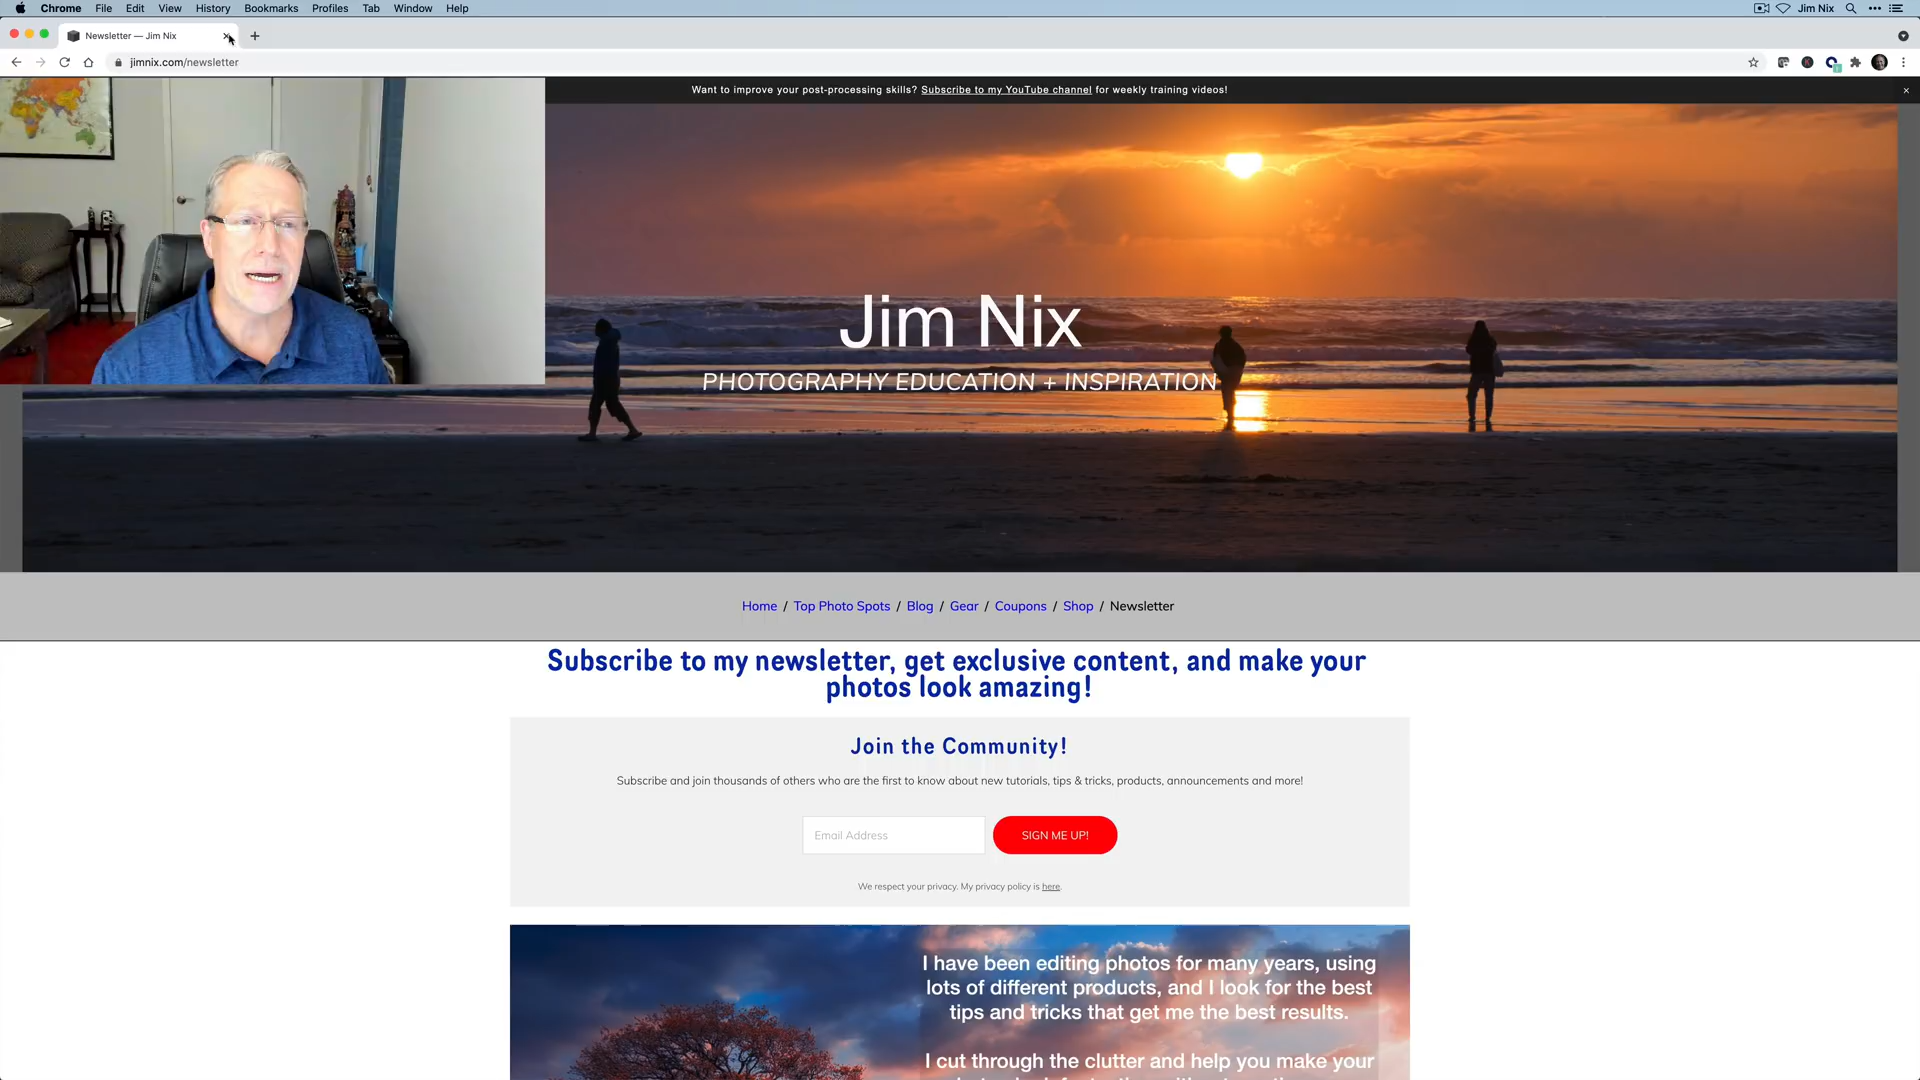 Chrome File Edit View History Bookmarks Profiles Tab Window Help Jim Nix
Newsletter — Jim Nix
jimnix.com/newsletter
Want to improve your post-processing skills? Subscribe to my YouTube channel for weekly training videos!
Jim Nix
PHOTOGRAPHY EDUCATION + INSPIRATION
Home / Top Photo Spots / Blog / Gear / Coupons / Shop / Newsletter
Subscribe to my newsletter, get exclusive content, and make your
photos look amazing!
Join the Community!
Subscribe and join thousands of others who are the first to know about new tutorials, tips & tricks, products, announcements and more!
Email Address
SIGN ME UP!
We respect your privacy. My privacy policy is here.
I have been editing photos for many years, using
lots of different products, and I look for the best
tips and tricks that get me the best results.
I cut through the clutter and help you make your